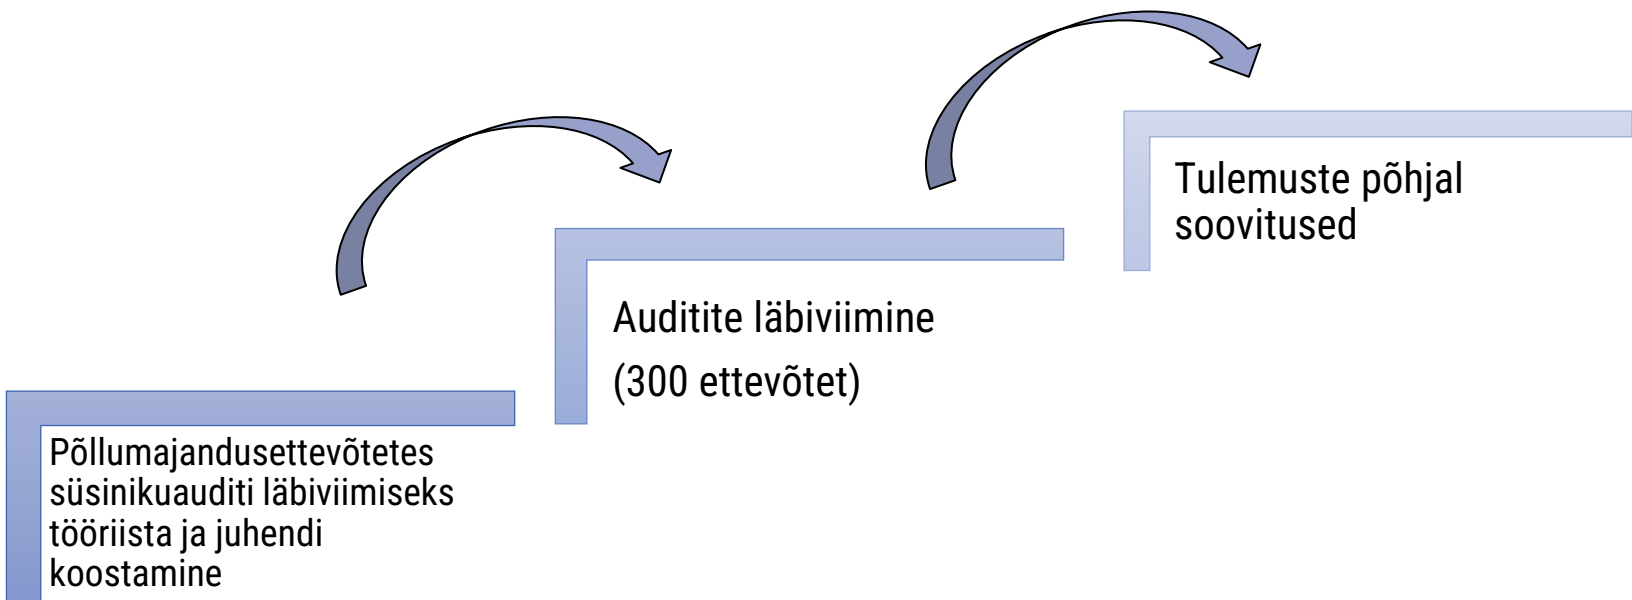 Põllumajandusettevõtetes
süsinikuauditi läbiviimiseks
tööriista ja juhendi
koostamine
Auditite läbiviimine
(300 ettevõtet)
Tulemuste põhjal
soovitused